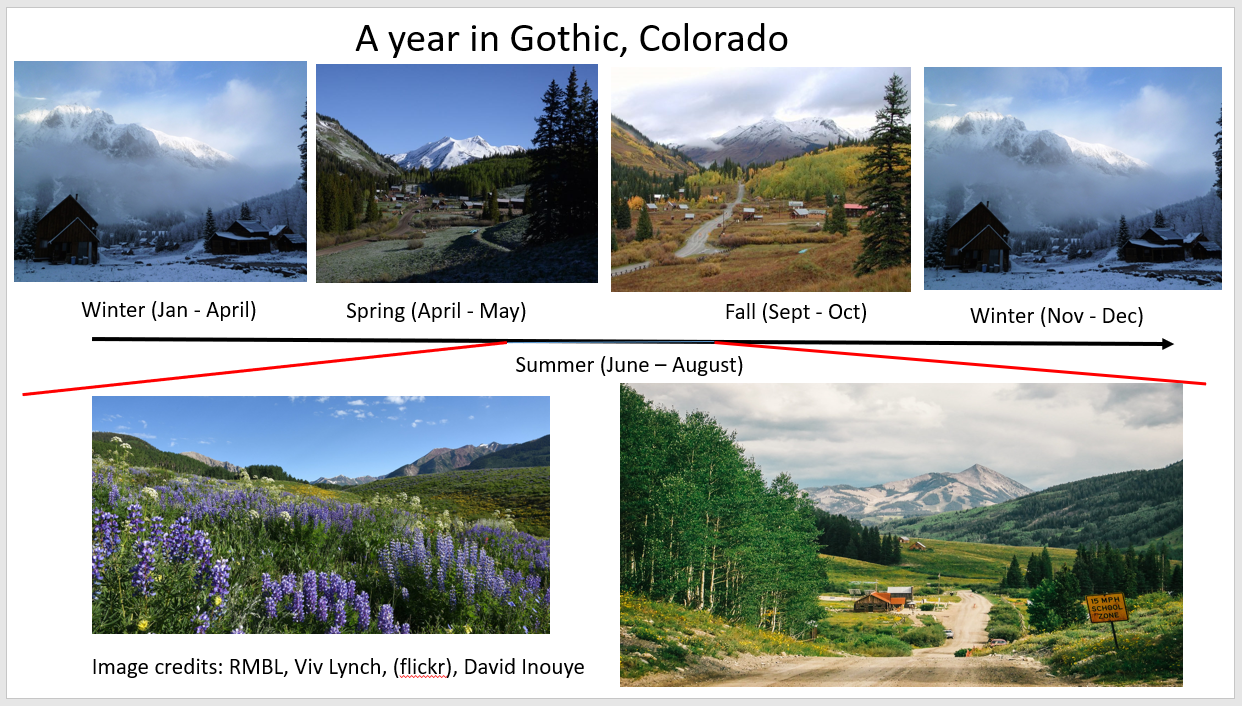 A year in Gothic, Colorado
Winter (Jan - April)
Spring (April - May)
Fall (Sept - Oct)
Winter (Nov - Dec)
Summer (June – August)
15 MPH
SCHOOL
ZONE
Image credits: RMBL, Viv Lynch, (flickr), David Inouye